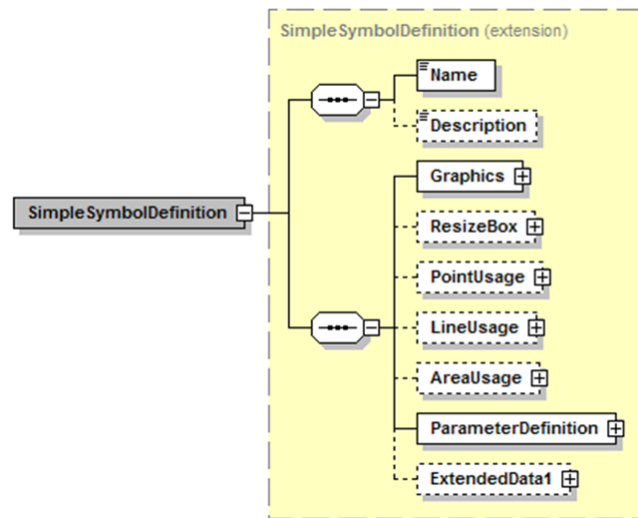 SimpleSymbolDefinition (extension)
Name
Description
SimpleSymbolDefinition
Graphics
ResizeBox
PointUsage
LineUsage
AreaUsage
ParameterDefinition
ExtendedData1